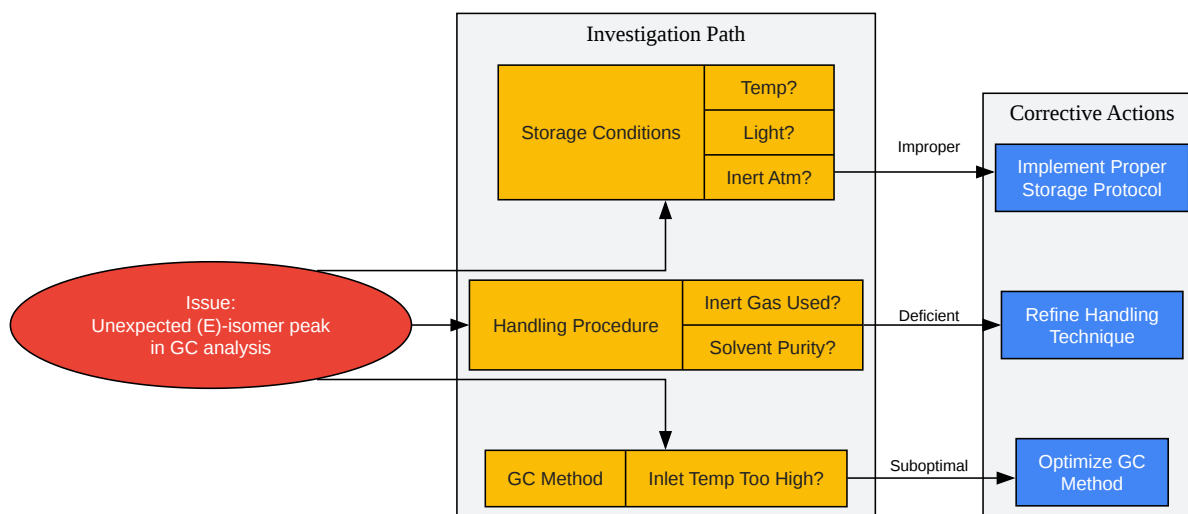 Investigation Path
Storage Conditions
Temp?
Light?
Inert Atm?
Improper
Corrective Actions
Implement Proper
Storage Protocol
Issue:
Unexpected (E)-isomer peak
in GC analysis
Handling Procedure
Inert Gas Used?
Solvent Purity?
Deficient
Refine Handling
Technique
GC Method
Inlet Temp Too High?
Suboptimal
Optimize GC
Method